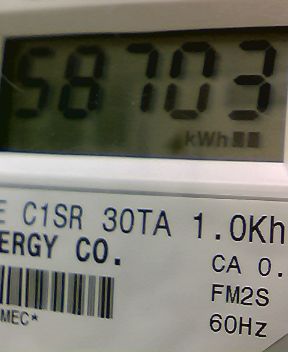 58703
kWh
E C1SR 30TA 1.0Kh
ERGY CO.
CA 0.
FM2S
MEC*
60Hz